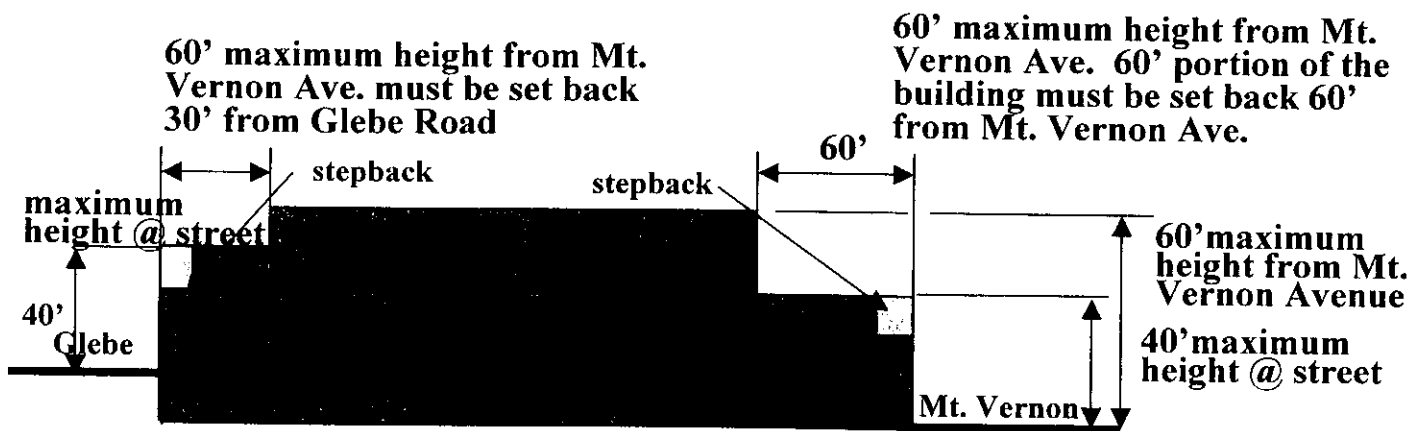 60’ maximum height from Mt.
Vernon Ave. must be set back
30’ from Glebe Road
60’ maximum height from Mt.
Vernon Ave. 60’ portion of the
building must be set back 60’
from Mt. Vernon Ave.
60’
stepback
stepback
maximum
height @ street
40’
Glebe
60’maximum
height from Mt.
Vernon Avenue
40’maximum
height @ street
Mt. Vernon